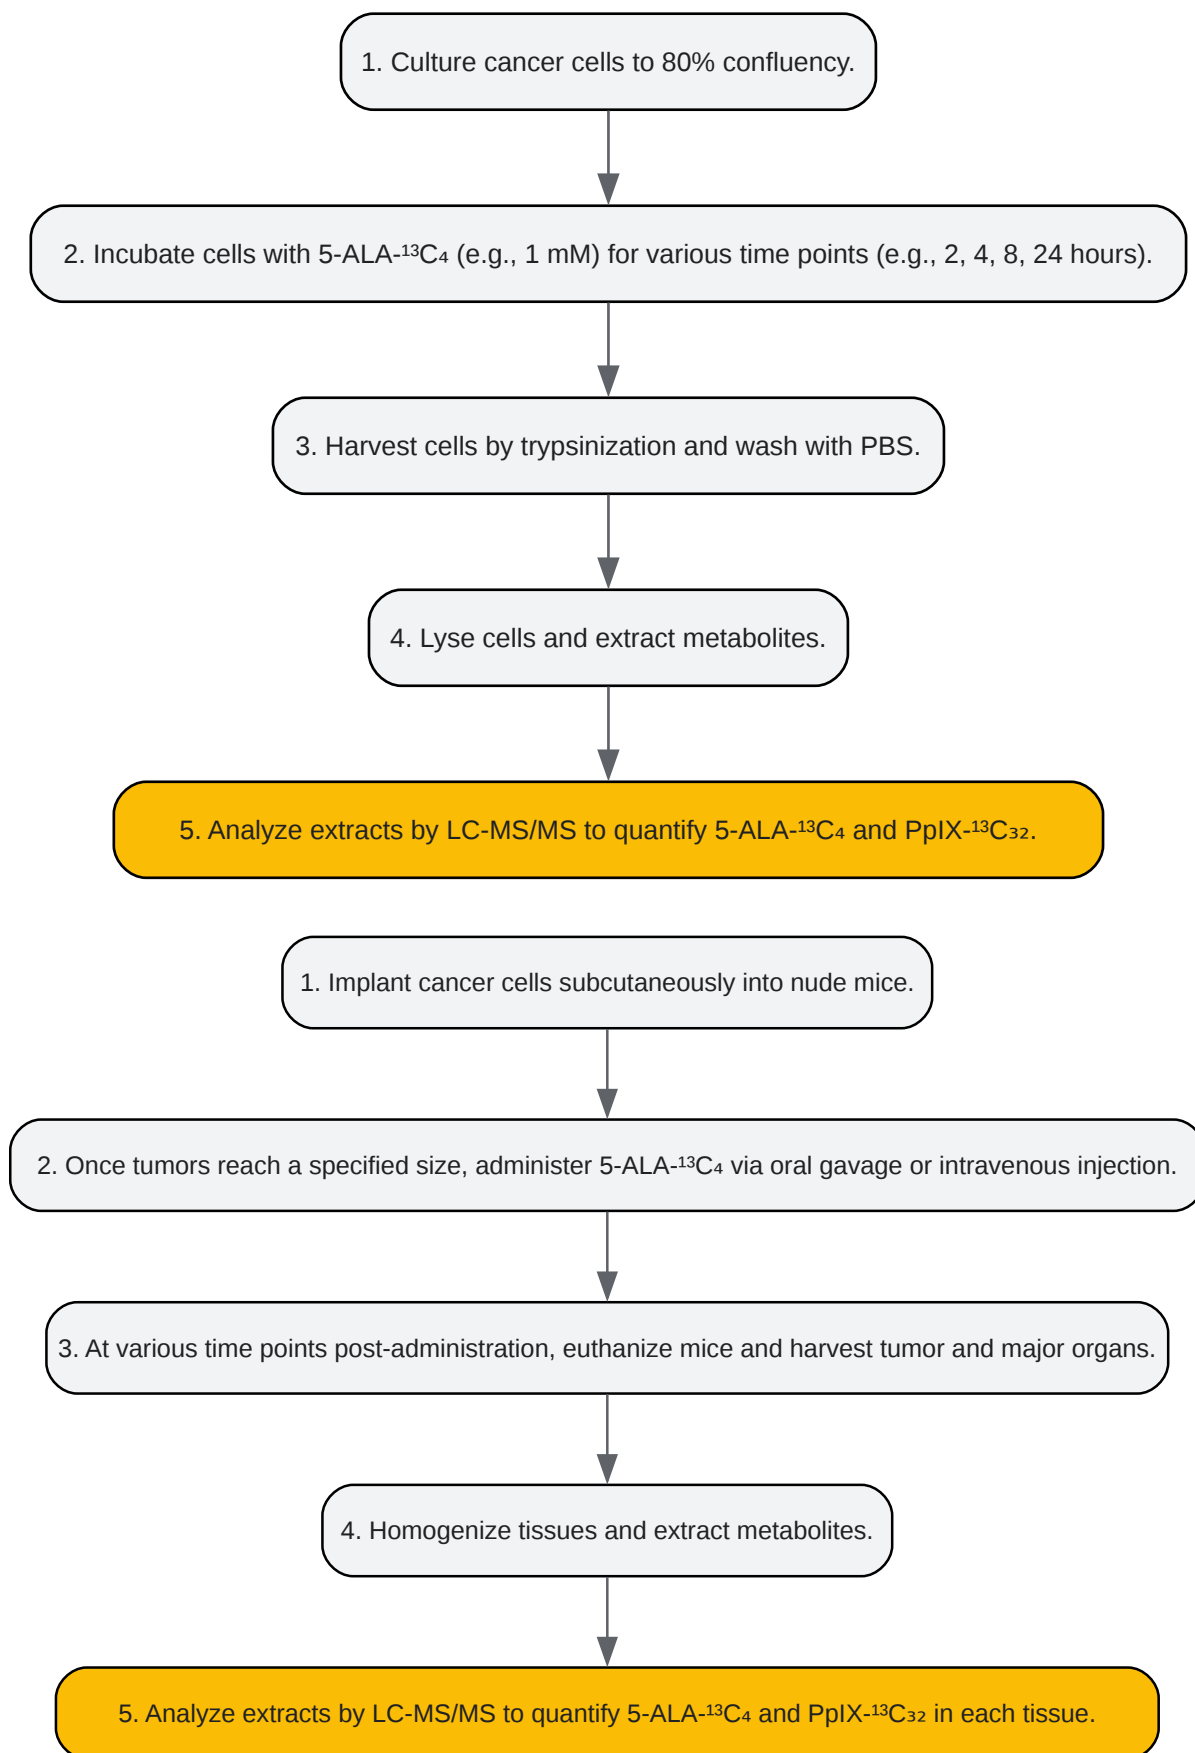 1. Culture cancer cells to 80% confluency.
2. Incubate cells with 5-ALA-¹³C₄ (e.g., 1 mM) for various time points (e.g., 2, 4, 8, 24 hours).
3. Harvest cells by trypsinization and wash with PBS.
4. Lyse cells and extract metabolites.
5. Analyze extracts by LC-MS/MS to quantify 5-ALA-¹³C₄ and PpIX-¹³C₃₂.
1. Implant cancer cells subcutaneously into nude mice.
2. Once tumors reach a specified size, administer 5-ALA-¹³C₄ via oral gavage or intravenous injection.
3. At various time points post-administration, euthanize mice and harvest tumor and major organs.
4. Homogenize tissues and extract metabolites.
5. Analyze extracts by LC-MS/MS to quantify 5-ALA-¹³C₄ and PpIX-¹³C₃₂ in each tissue.